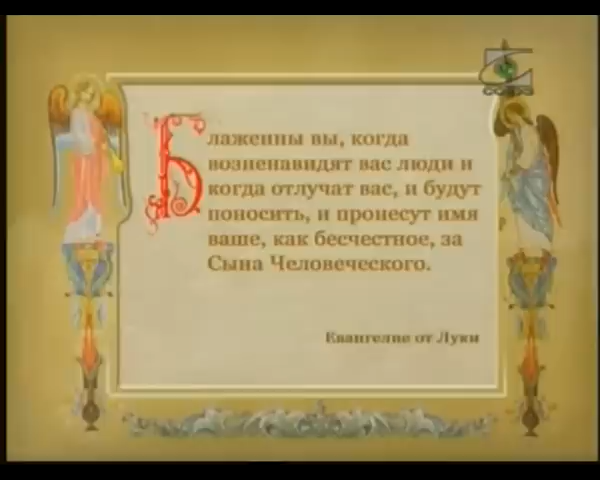 Блаженны вы, когда
возненавидят вас люди и
когда отлучат вас, и будут
поносить, и пронесут имя
ваше, как бесчестное, за
Сына Человеческого.
Евангелие от Луки